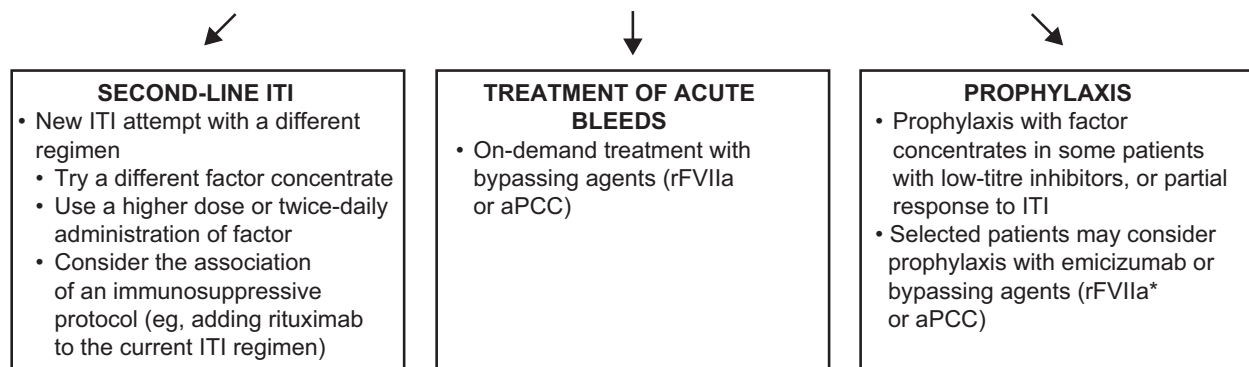 SECOND-LINE ITI
• New ITI attempt with a different
regimen
• Try a different factor concentrate
• Use a higher dose or twice-daily
administration of factor
• Consider the association
of an immunosuppressive
protocol (eg, adding rituximab
to the current ITI regimen)
TREATMENT OF ACUTE
BLEEDS
• On-demand treatment with
bypassing agents (rFVIIa
or aPCC)
PROPHYLAXIS
• Prophylaxis with factor
concentrates in some patients
with low-titre inhibitors, or partial
response to ITI
• Selected patients may consider
prophylaxis with emicizumab or
bypassing agents (rFVIIa*
or aPCC)